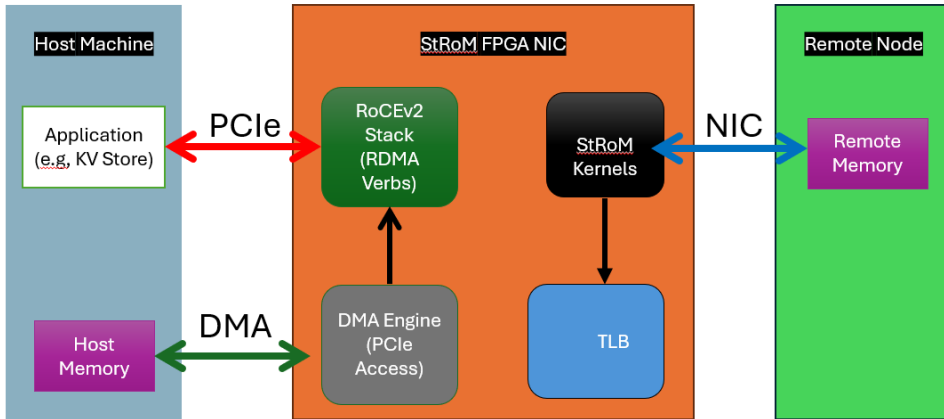 Host Machine
StRoM FPGA NIC
Remote Node
Application
(e.g, KV Store)
PCIe
RoCEv2
Stack
(RDMA
Verbs)
StRoM
Kernels
NIC
Remote
Memory
Host
Memory
DMA
DMA Engine
(PCIe
Access)
TLB